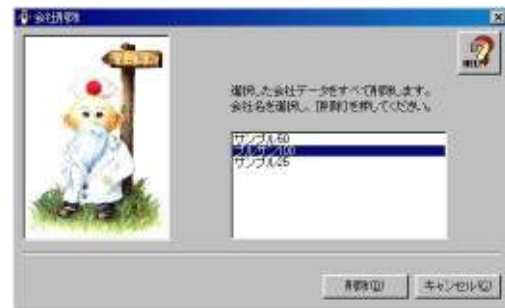 会社削除
HELP
選択した会社データをすべて削除します。
会社名を選択し、[削除]を押してください。
サンプル50
プルサン100
サンプル25
削除(D)
キャンセル(C)